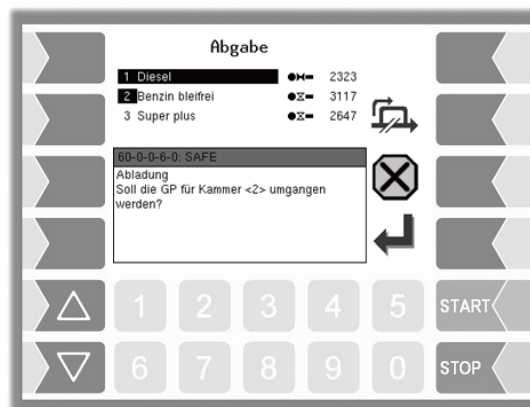 Abgabe
1 Diesel 2323
2 Benzin bleifrei 3117
3 Super plus 2647
60-0-0-6-0: SAFE
Abladung
Soll die GP für Kammer <2> umgangen
werden?
1 2 3 4 5 START
6 7 8 9 0 STOP